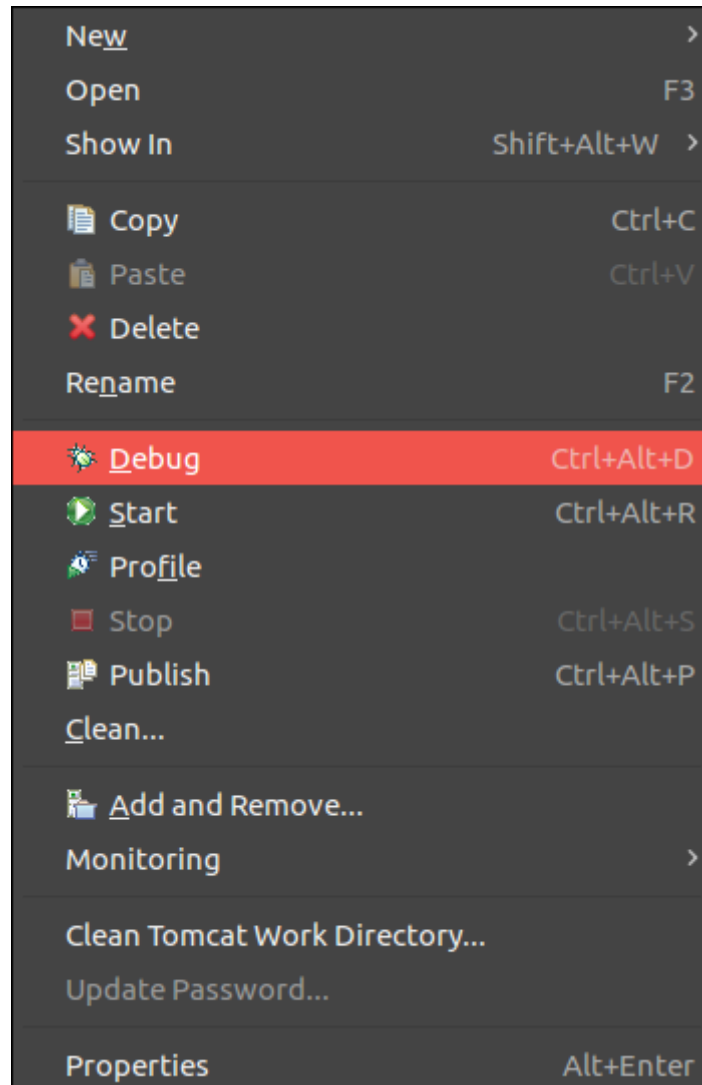 New
Open F3
Show In Shift+Alt+W
Copy Ctrl+C
Paste Ctrl+V
Delete
Rename F2
Debug Ctrl+Alt+D
Start Ctrl+Alt+R
Profile
Stop Ctrl+Alt+S
Publish Ctrl+Alt+P
Clean...
Add and Remove...
Monitoring
Clean Tomcat Work Directory...
Update Password...
Properties Alt+Enter